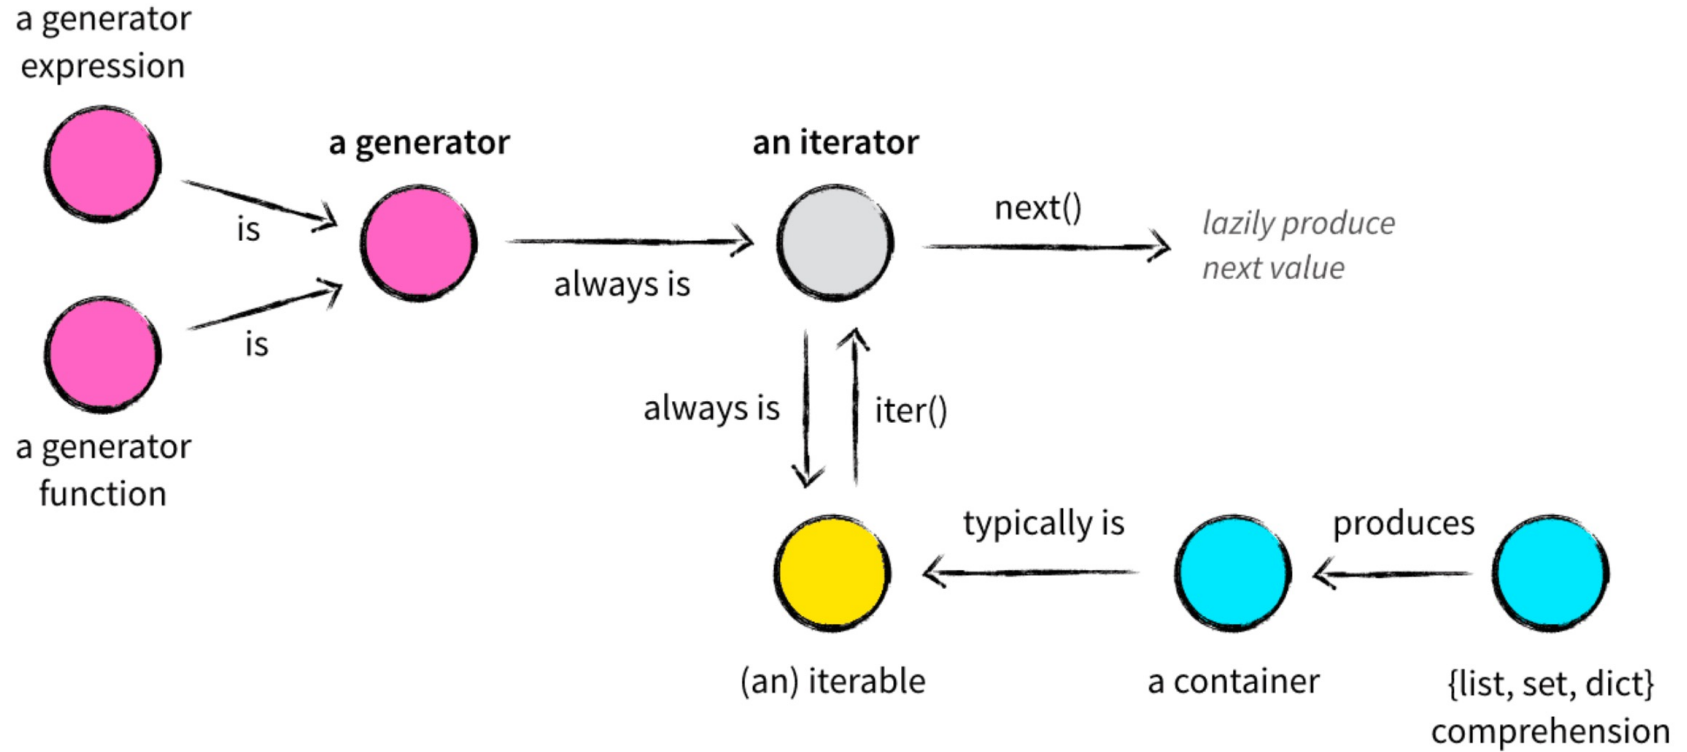 a generator
expression
a generator
an iterator
is
next()
lazily produce
next value
always is
is
a generator
function
always is
iter()
typically is
produces
(an) iterable
a container
{list, set, dict}
comprehension